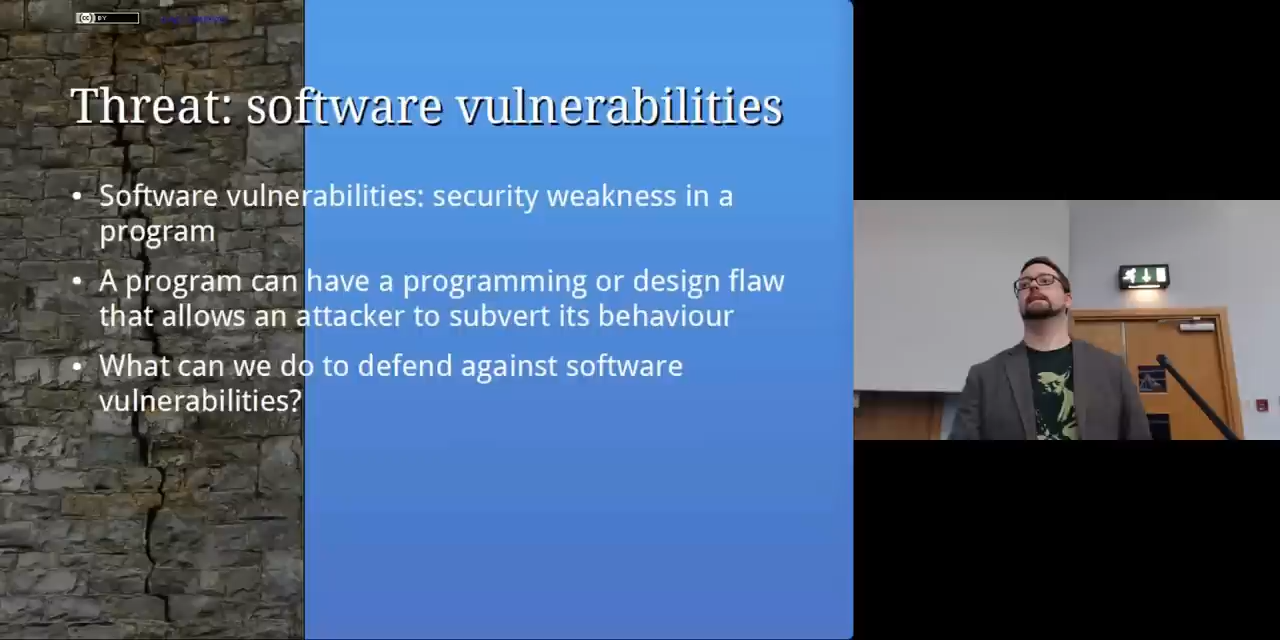 BY
Threat: software vulnerabilities
• Software vulnerabilities: security weakness in a
program
• A program can have a programming or design flaw
that allows an attacker to subvert its behaviour
• What can we do to defend against software
vulnerabilities?